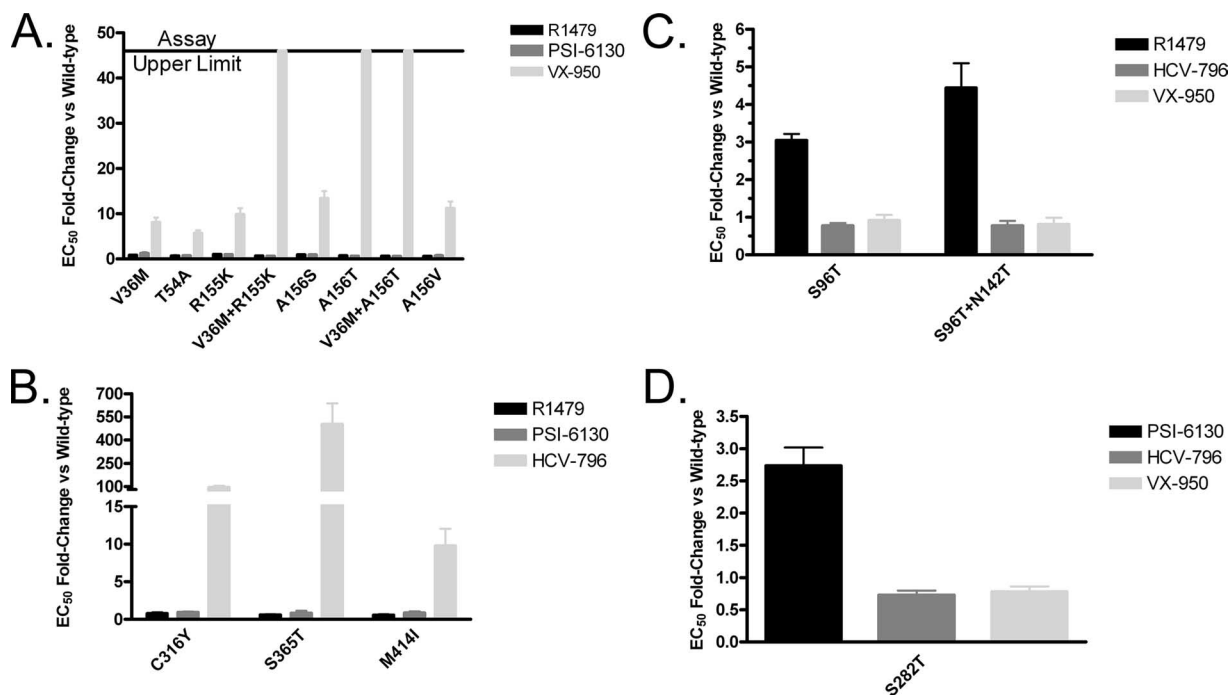 A.
EC50 Fold-Change vs Wild-type
50
40
30
20
10
0
Assay
Upper Limit
R1479
PSI-6130
VX-950
V36M
T54A
R155K
V36M+R155K
A156S
A156T
V36M+A156T
A156V
C.
EC50 Fold-Change vs Wild-type
6
5
4
3
2
1
0
R1479
HCV-796
VX-950
S96T
S96T+N142T
B.
EC50 Fold-Change vs Wild-type
700
550
400
250
100
15
10
5
0
R1479
PSI-6130
HCV-796
C316Y
S365T
M414I
D.
EC50 Fold-Change vs Wild-type
3.5
3.0
2.5
2.0
1.5
1.0
0.5
0.0
PSI-6130
HCV-796
VX-950
S282T